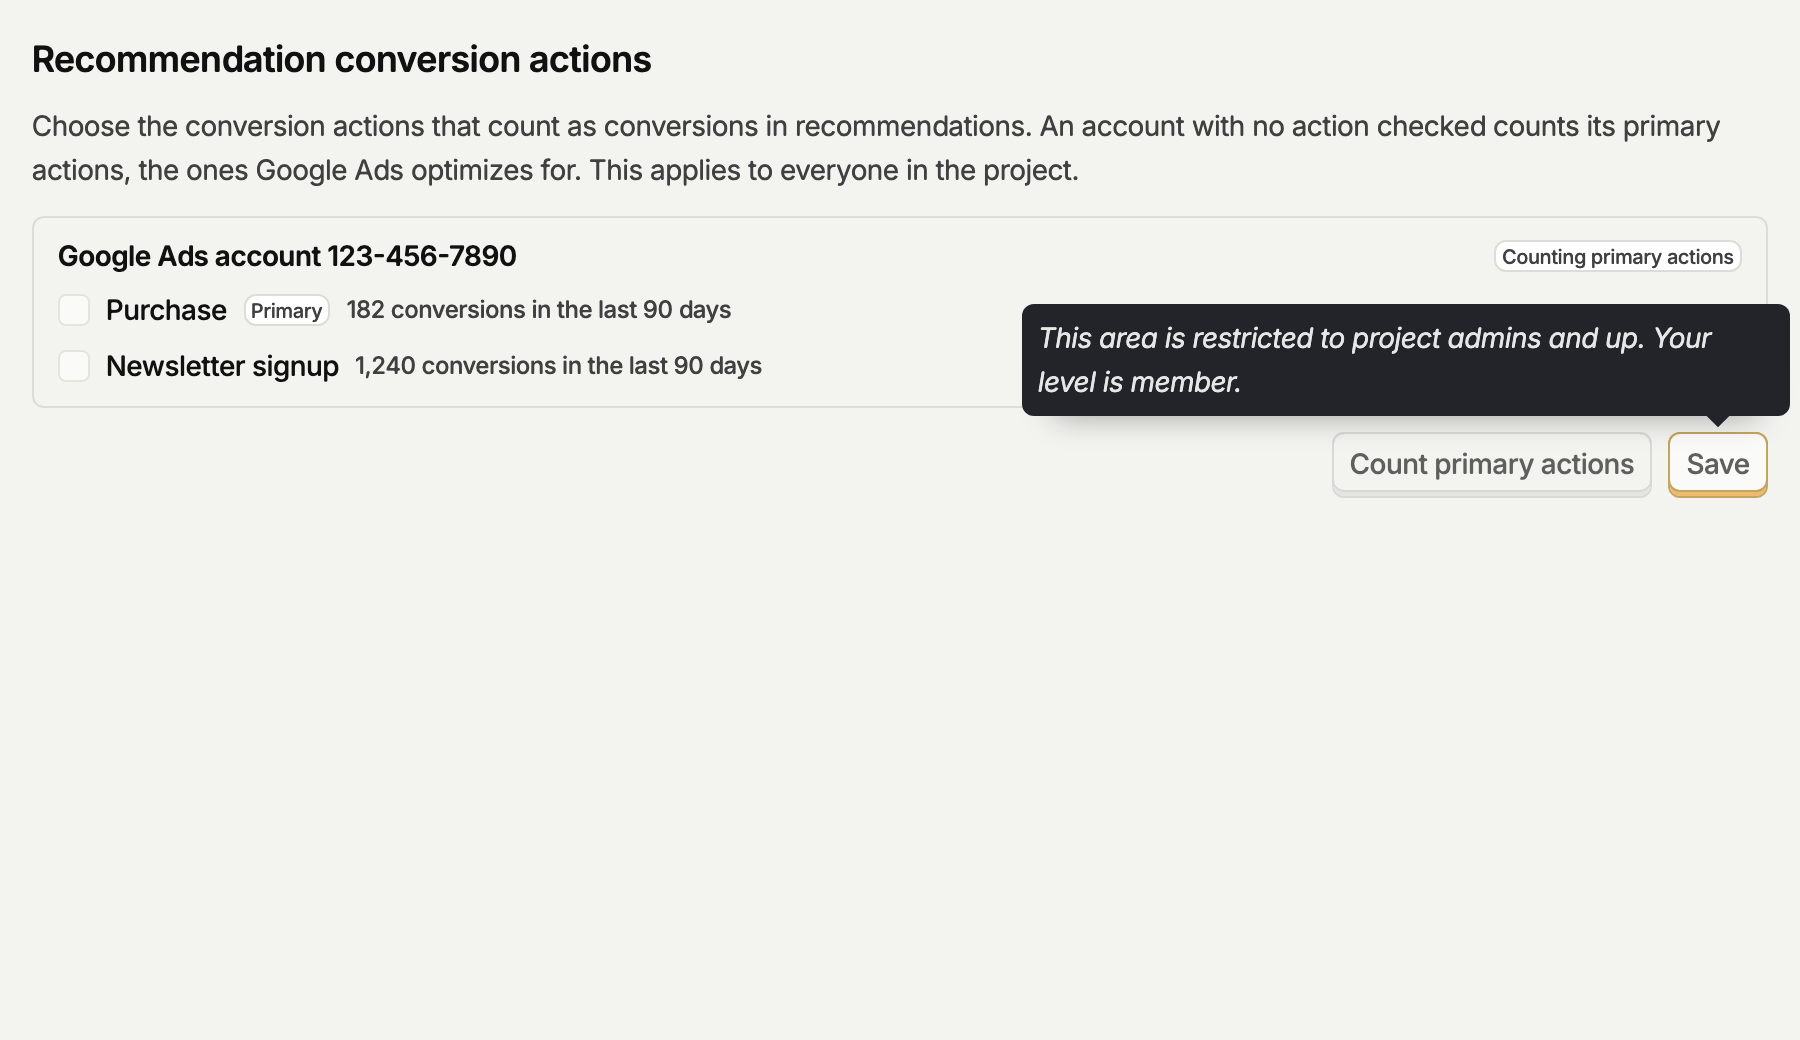 Recommendation conversion actions
Choose the conversion actions that count as conversions in recommendations. An account with no action checked counts its primary
actions, the ones Google Ads optimizes for. This applies to everyone in the project.
Google Ads account 123-456-7890
Counting primary actions
Purchase Primary 182 conversions in the last 90 days
Newsletter signup 1,240 conversions in the last 90 days
This area is restricted to project admins and up. Your
level is member.
Count primary actions Save